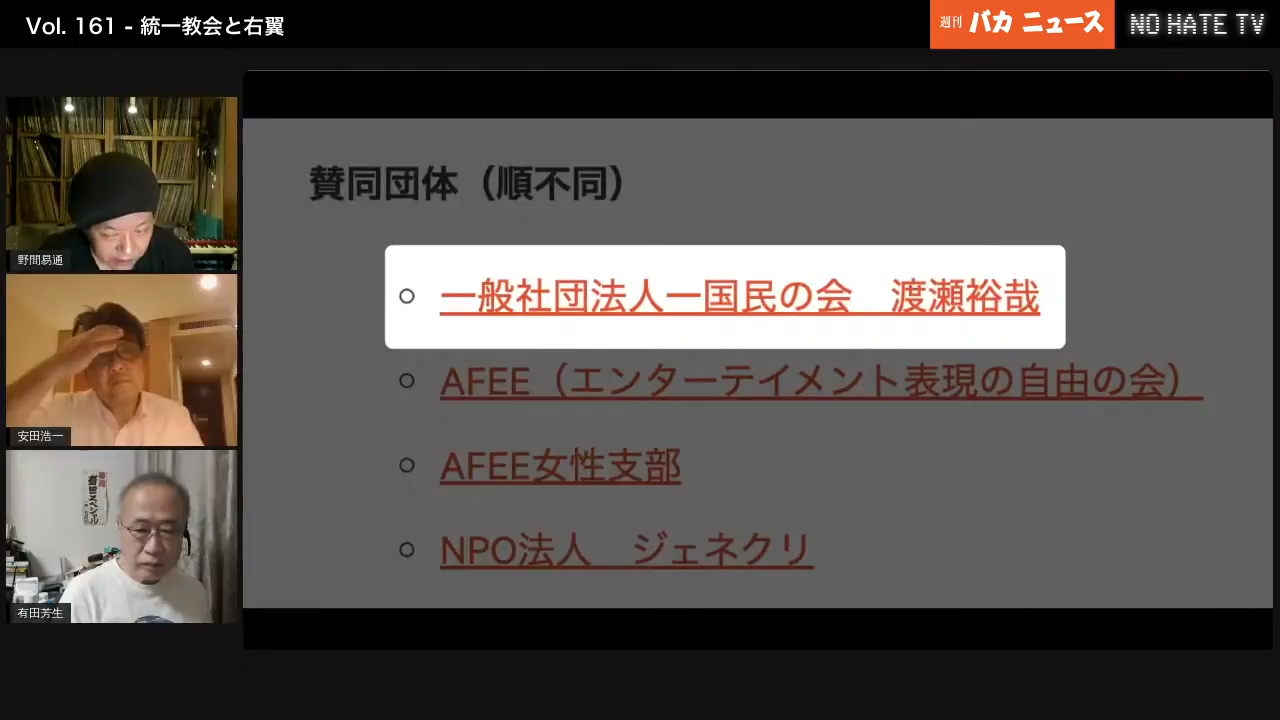 Vol. 161 - 統一教会と右翼
週刊 バカ ニュース
NO HATE TV
野間易通
安田浩一
有田芳生
賛同団体（順不同）
一般社団法人一国民の会　渡瀬裕哉
AFEE（エンターテイメント表現の自由の会）
AFEE女性支部
NPO法人　ジェネクリ